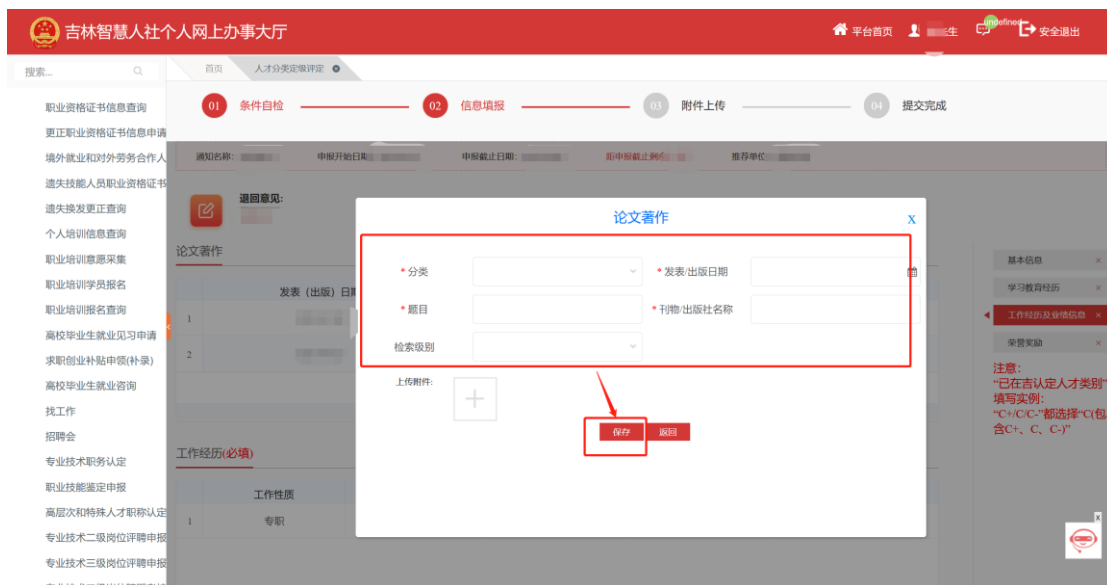 吉林智慧人社个人网上办事大厅
平台首页
生
undefined
安全退出
搜索...
首页
人才分类定级评定
01 条件自检
02 信息填报
03 附件上传
04 提交完成
职业资格证书信息查询
更正职业资格证书信息申请
境外就业和对外劳务合作人
遗失技能人员职业资格证书
遗失换发更正查询
个人培训信息查询
职业培训意愿采集
职业培训学员报名
职业培训报名查询
高校毕业生就业见习申请
求职创业补贴申领(补录)
高校毕业生就业咨询
找工作
招聘会
专业技术职务认定
职业技能鉴定申报
高层次和特殊人才职称认定
专业技术二级岗位评聘申报
专业技术三级岗位评聘申报
通知名称:
申报开始日期
申报截止日期:
距申报截止剩余
推荐单位
退回意见:
论文著作
发表（出版）日期
1
2
工作经历(必填)
工作性质
1 专职
论文著作
X
*分类
*发表/出版日期
*题目
*刊物/出版社名称
检索级别
上传附件:
保存
返回
基本信息 ×
学习教育经历 ×
工作经历及业绩信息 ×
荣誉奖励 ×
注意:
“已在吉认定人才类别”
填写实例:
“C+/C/C-”都选择“C(包
含C+、C、C-)”
x